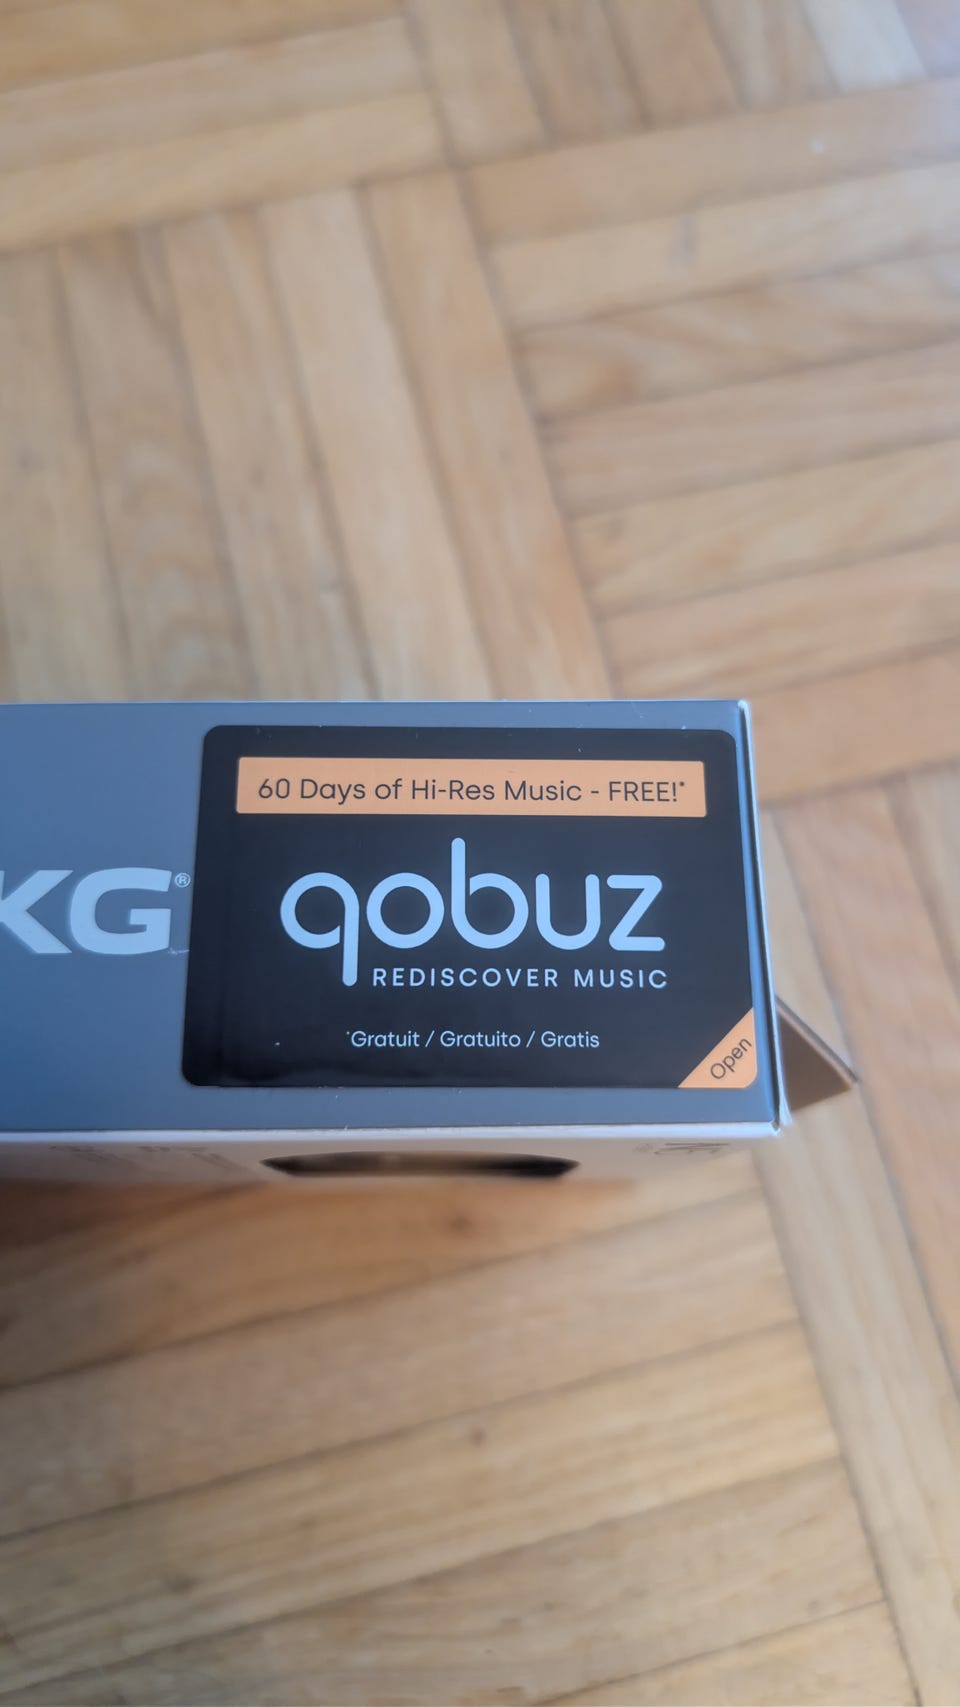 60 Days of Hi-Res Music - FREE!*
KG®
qobuz
REDISCOVER MUSIC
*Gratuit / Gratuito / Gratis
Open